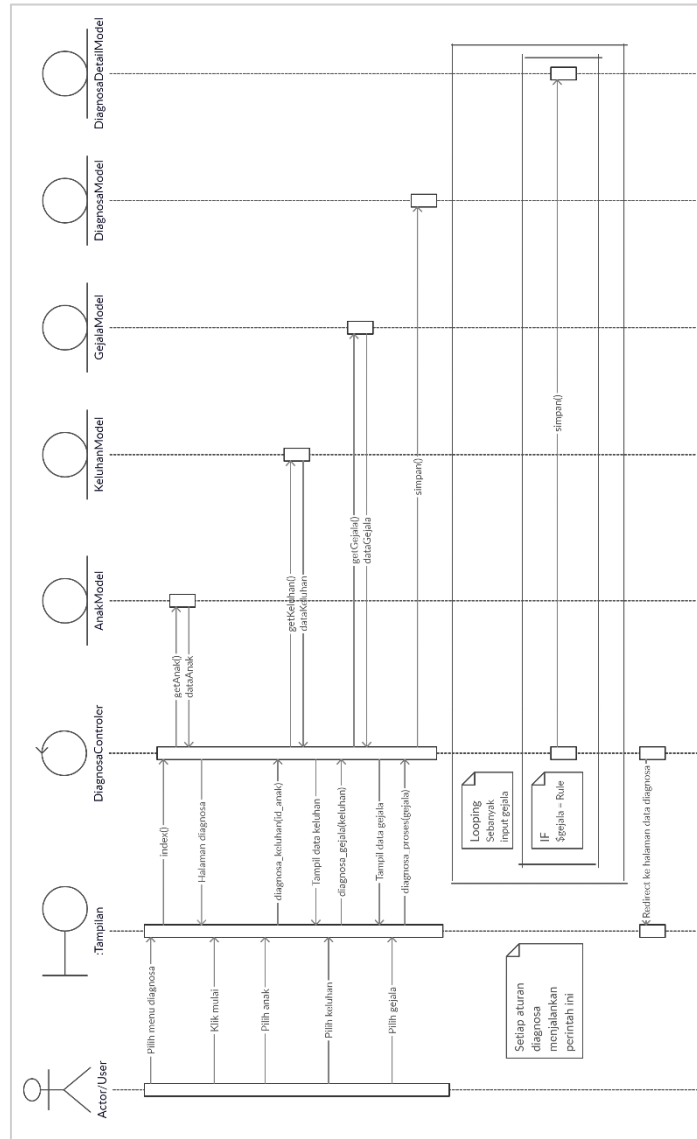 Actor/User
:Tampilan
DiagnosaControler
AnakModel
KeluhanModel
GejalaModel
DiagnosaModel
DiagnosaDetailModel
Pilih menu diagnosa
index()
getAnak()
dataAnak
Halaman diagnosa
Klik mulai
Pilih anak
diagnosa_keluhan(id_anak)
getKeluhan()
dataKeluhan
Tampil data keluhan
Pilih keluhan
diagnosa_gejala(keluhan)
getGejala()
dataGejala
Tampil data gejala
Pilih gejala
diagnosa_proses(gejala)
simpan()
Looping
Sebanyak
input gejala
IF
$gejala = Rule
simpan()
Setiap aturan
diagnosa
menjalankan
perintah ini
Redirect ke halaman data diagnosa